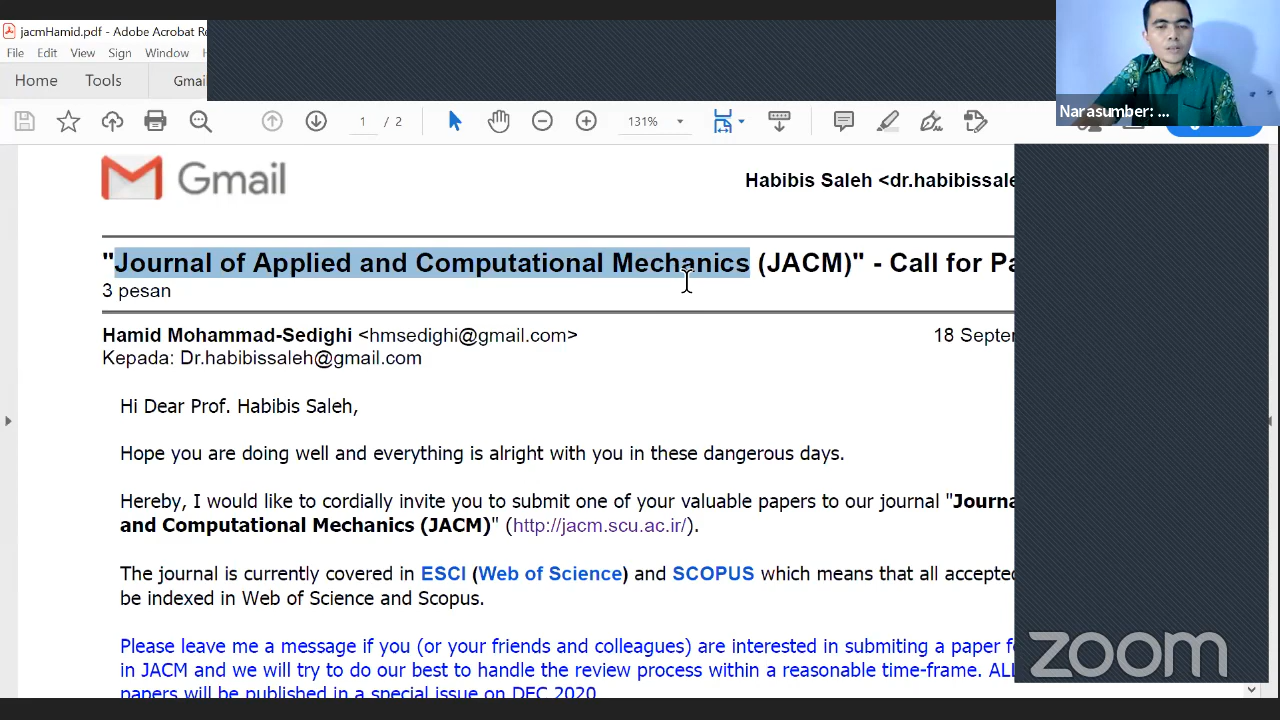 jacmHamid.pdf - Adobe Acrobat Re
File Edit View Sign Window
Home Tools Gmai
1 / 2 131%
Narasumber: ...
Gmail
Habibis Saleh <dr.habibissale
"Journal of Applied and Computational Mechanics (JACM)" - Call for Pa
3 pesan
Hamid Mohammad-Sedighi <hmsedighi@gmail.com> 18 Septer
Kepada: Dr.habibissaleh@gmail.com
Hi Dear Prof. Habibis Saleh,
Hope you are doing well and everything is alright with you in these dangerous days.
Hereby, I would like to cordially invite you to submit one of your valuable papers to our journal "Journa
and Computational Mechanics (JACM)" (http://jacm.scu.ac.ir/).
The journal is currently covered in ESCI (Web of Science) and SCOPUS which means that all accepted
be indexed in Web of Science and Scopus.
Please leave me a message if you (or your friends and colleagues) are interested in submiting a paper fo
in JACM and we will try to do our best to handle the review process within a reasonable time-frame. ALL
papers will be published in a special issue on DEC 2020.
zoom